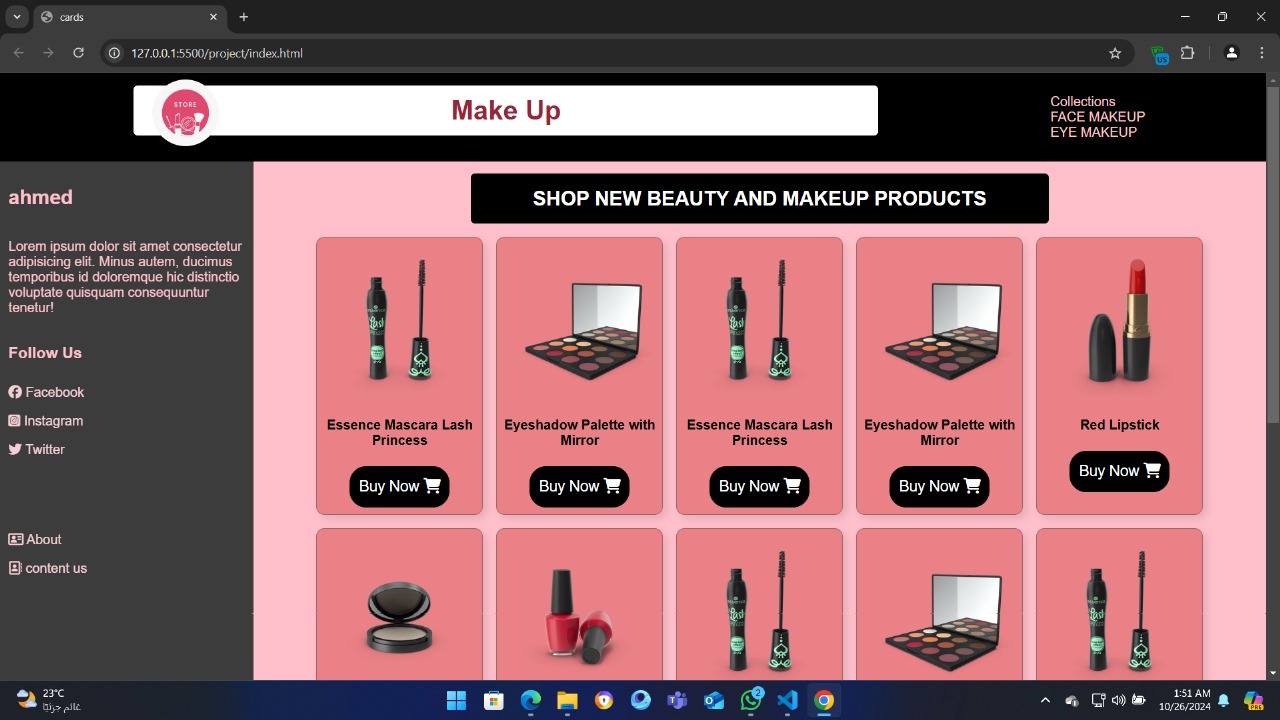 cards
127.0.0.1:5500/project/index.html
US
STORE
Make Up
Collections
FACE MAKEUP
EYE MAKEUP
ahmed
Lorem ipsum dolor sit amet consectetur
adipisicing elit. Minus autem, ducimus
temporibus id doloremque hic distinctio
voluptate quisquam consequuntur
tenetur!
Follow Us
Facebook
Instagram
Twitter
About
content us
SHOP NEW BEAUTY AND MAKEUP PRODUCTS
Essence Mascara Lash
Princess
Buy Now
Eyeshadow Palette with
Mirror
Buy Now
Essence Mascara Lash
Princess
Buy Now
Eyeshadow Palette with
Mirror
Buy Now
Red Lipstick
Buy Now
23°C
غائم جزئيًا
2
1:51 AM
10/26/2024
PRE